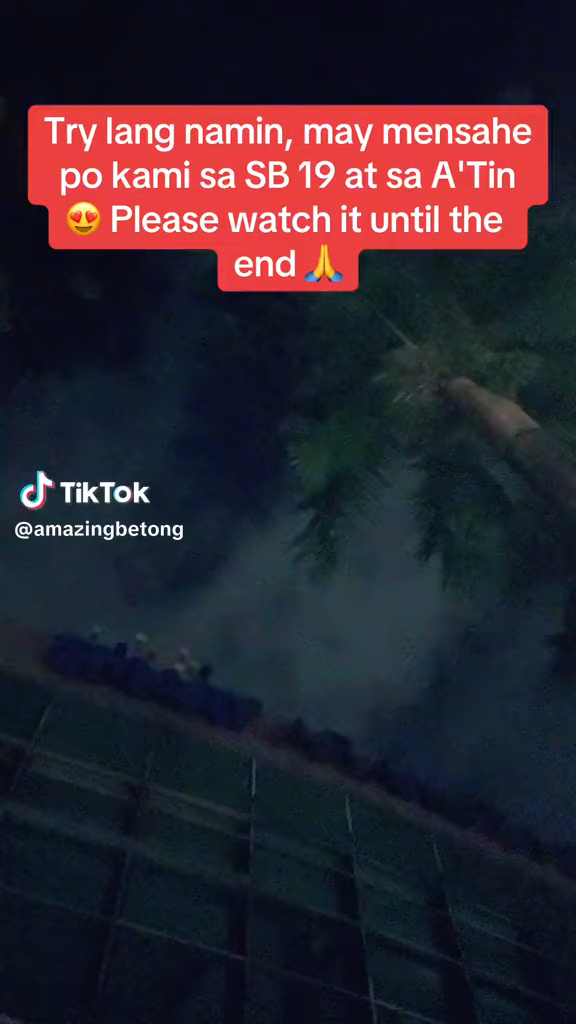 Try lang namin, may mensahe
po kami sa SB 19 at sa A'Tin
😍 Please watch it until the
end 🙏
TikTok
@amazingbetong